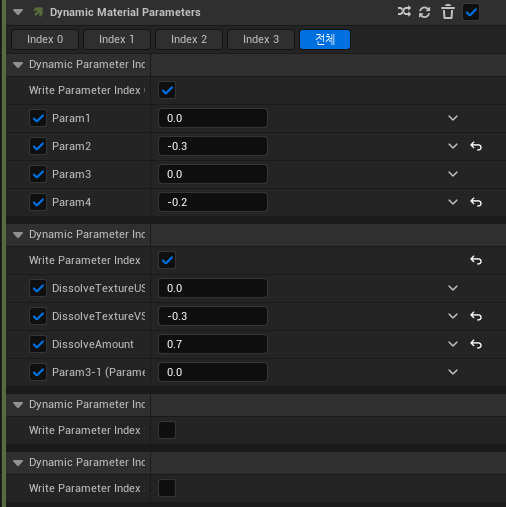 Dynamic Material Parameters
Index 0 Index 1 Index 2 Index 3 전체
Dynamic Parameter Inc
Write Parameter Index
Param1 0.0
Param2 -0.3
Param3 0.0
Param4 -0.2
Dynamic Parameter Inc
Write Parameter Index
DissolveTextureUS 0.0
DissolveTextureVS -0.3
DissolveAmount 0.7
Param3-1 (Parame 0.0
Dynamic Parameter Inc
Write Parameter Index
Dynamic Parameter Inc
Write Parameter Index